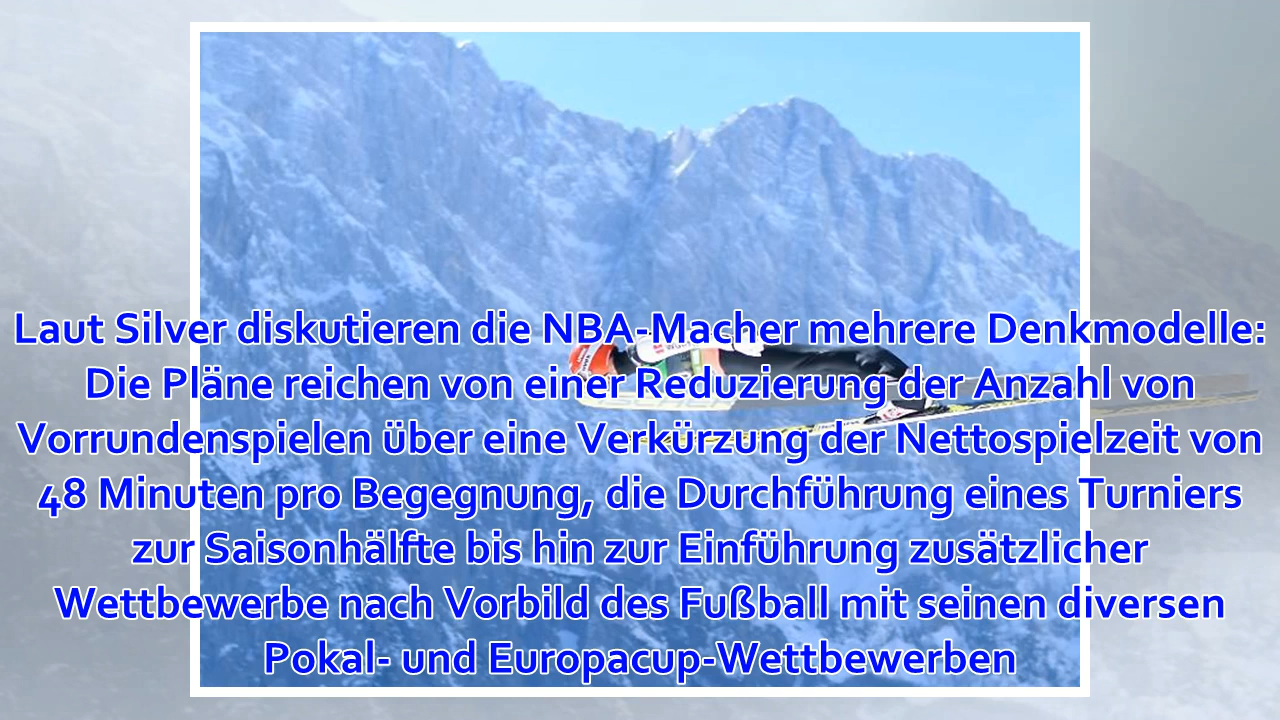 Laut Silver diskutieren die NBA-Macher mehrere Denkmodelle:
Die Pläne reichen von einer Reduzierung der Anzahl von
Vorrundenspielen über eine Verkürzung der Nettospielzeit von
48 Minuten pro Begegnung, die Durchführung eines Turniers
zur Saisonhälfte bis hin zur Einführung zusätzlicher
Wettbewerbe nach Vorbild des Fußball mit seinen diversen
Pokal- und Europacup-Wettbewerben